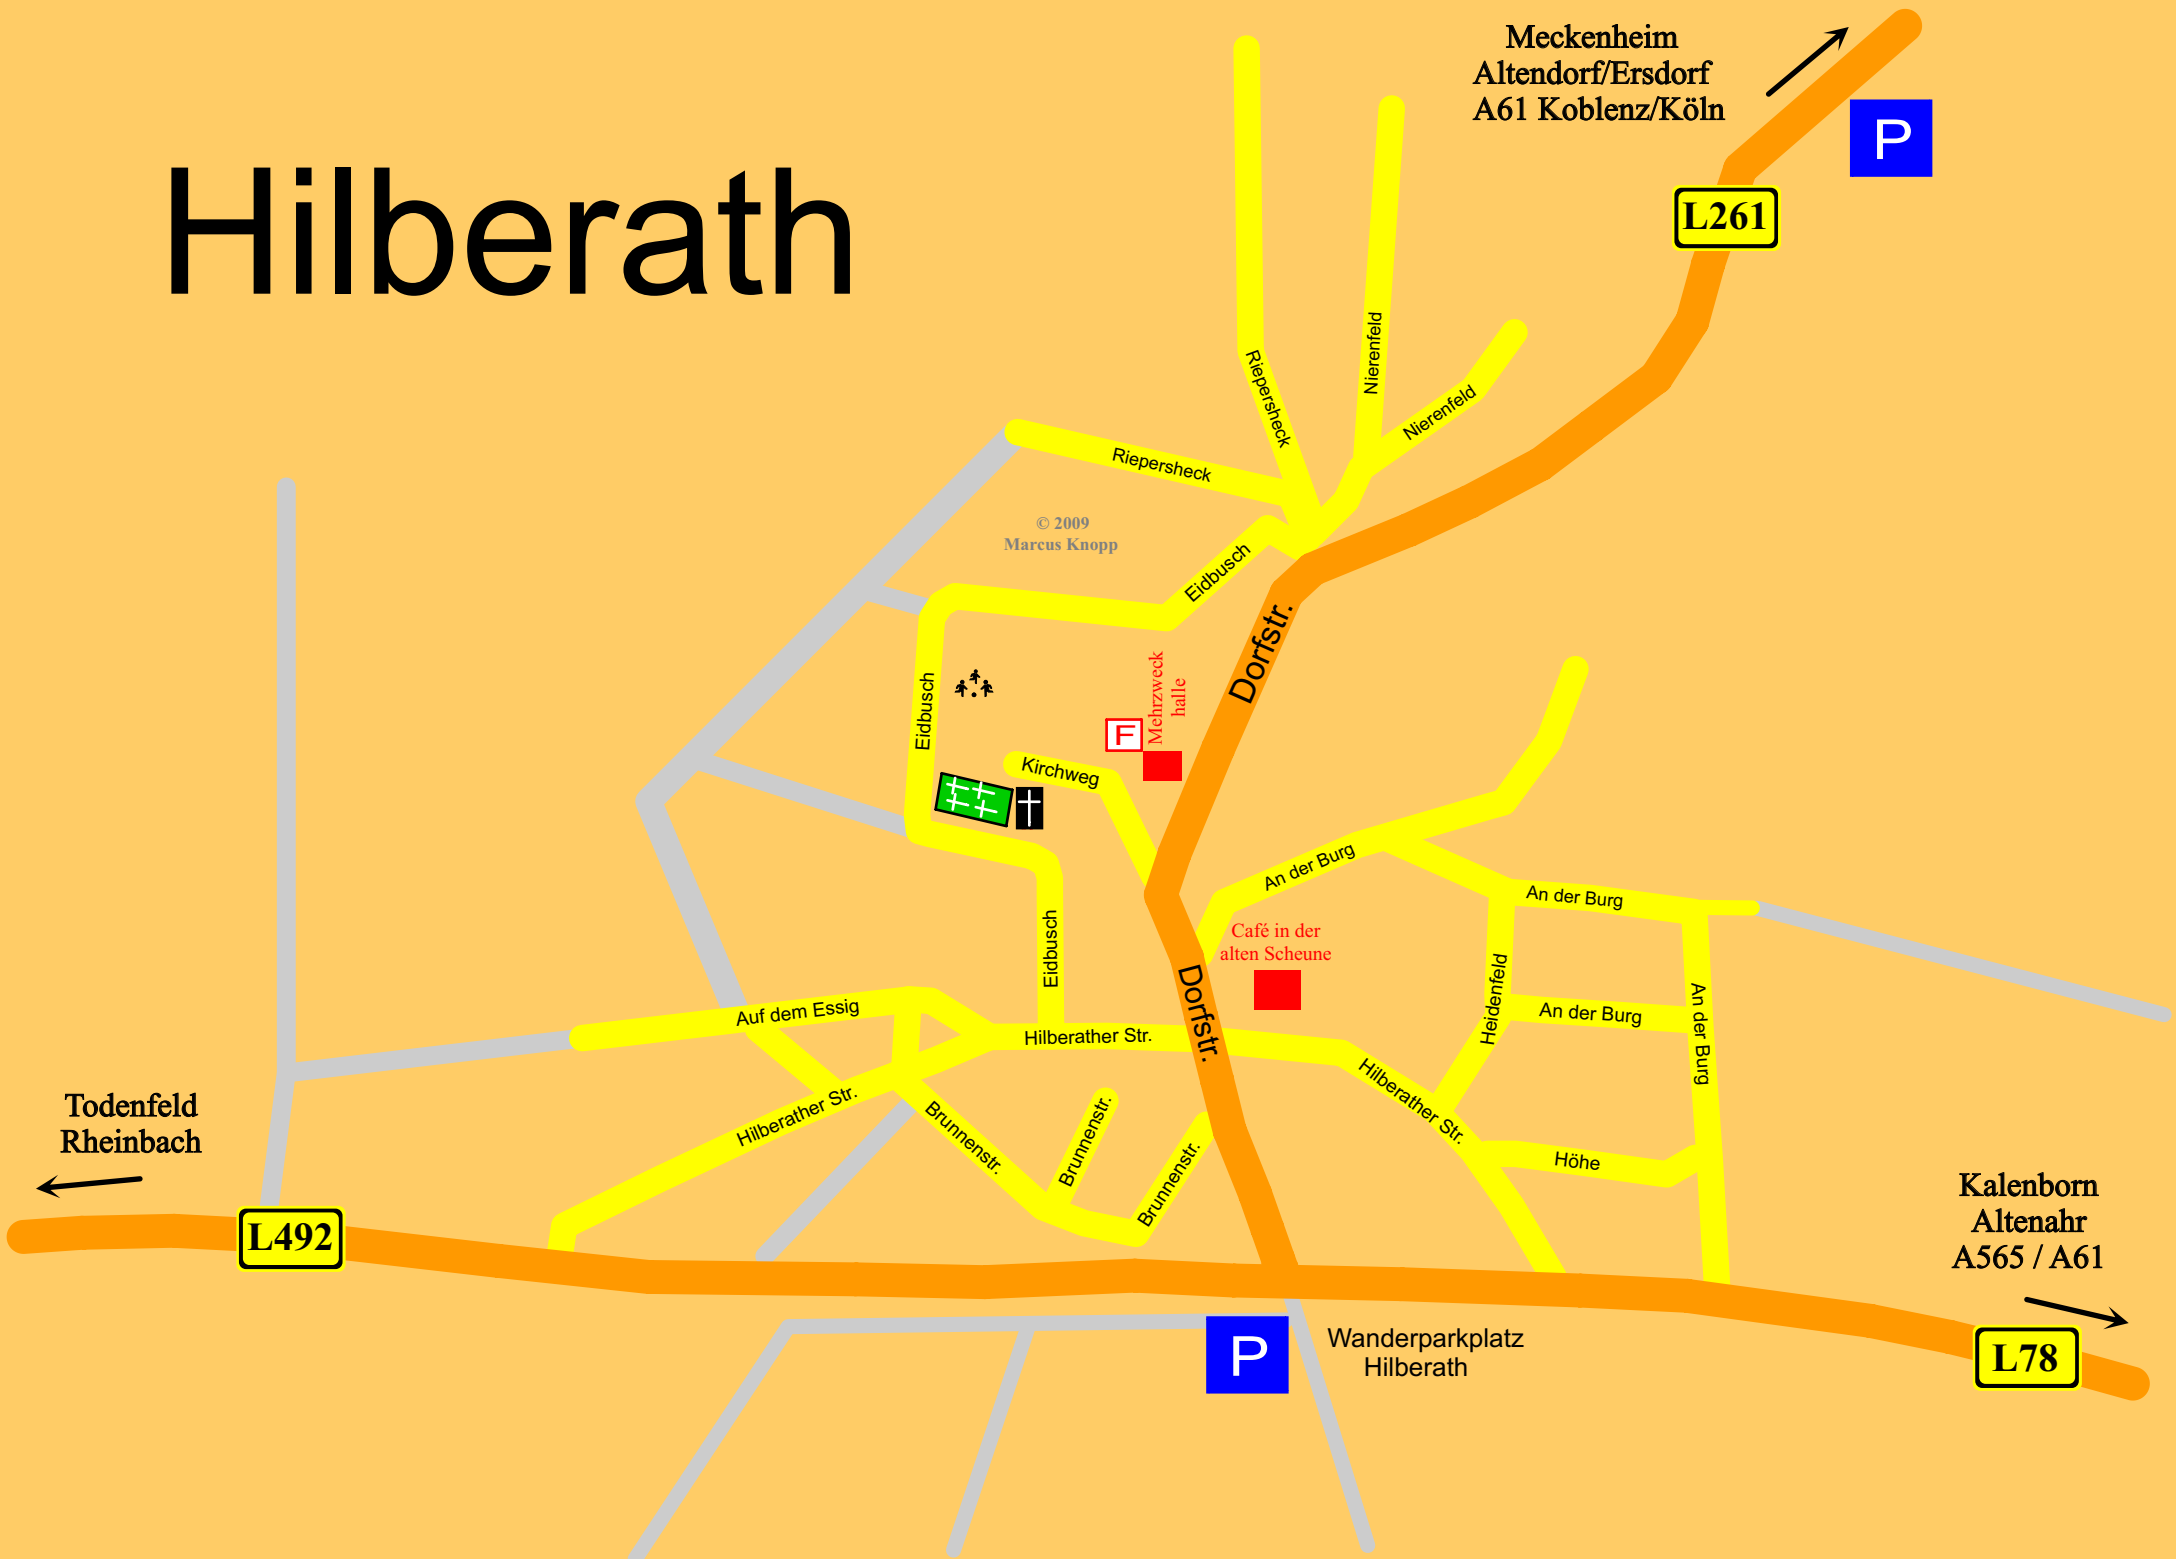 Meckenheim
Altendorf/Ersdorf
A61 Koblenz/Köln
P
Hilberath
L261
Riepersheck
Nierenfeld
Nierenfeld
Riepersheck
© 2009
Marcus Knopp
Eidbusch
Dorfstr.
Eidbusch
Mehrzweck
halle
F
Kirchweg
An der Burg
An der Burg
Eidbusch
Café in der
alten Scheune
Heidenfeld
An der Burg
An der Burg
Auf dem Essig
Hilberather Str.
Dorfstr.
Hilberather Str.
Hilberather Str.
Brunnenstr.
Brunnenstr.
Brunnenstr.
Höhe
Todenfeld
Rheinbach
L492
Kalenborn
Altenahr
A565 / A61
L78
P
Wanderparkplatz
Hilberath